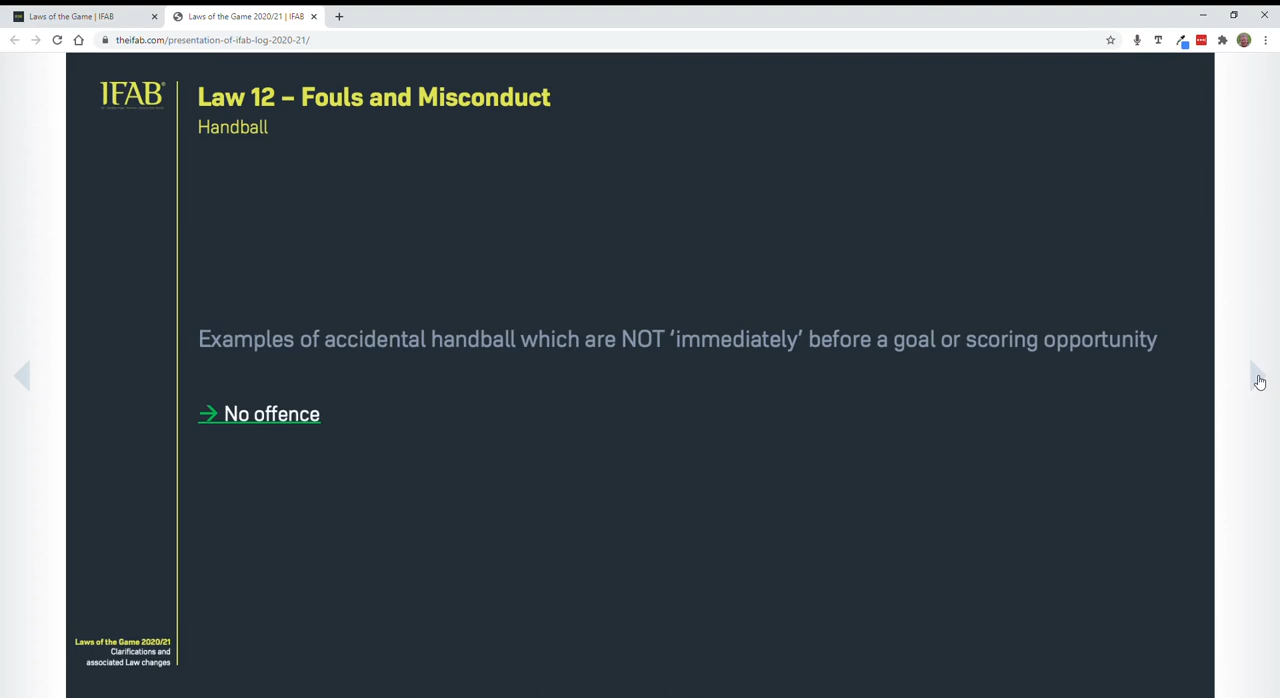 Laws of the Game | IFAB
Laws of the Game 2020/21 | IFAB
theifab.com/presentation-of-ifab-log-2020-21/
IFAB
Law 12 – Fouls and Misconduct
Handball
Examples of accidental handball which are NOT ‘immediately’ before a goal or scoring opportunity
→ No offence
Laws of the Game 2020/21
Clarifications and
associated Law changes